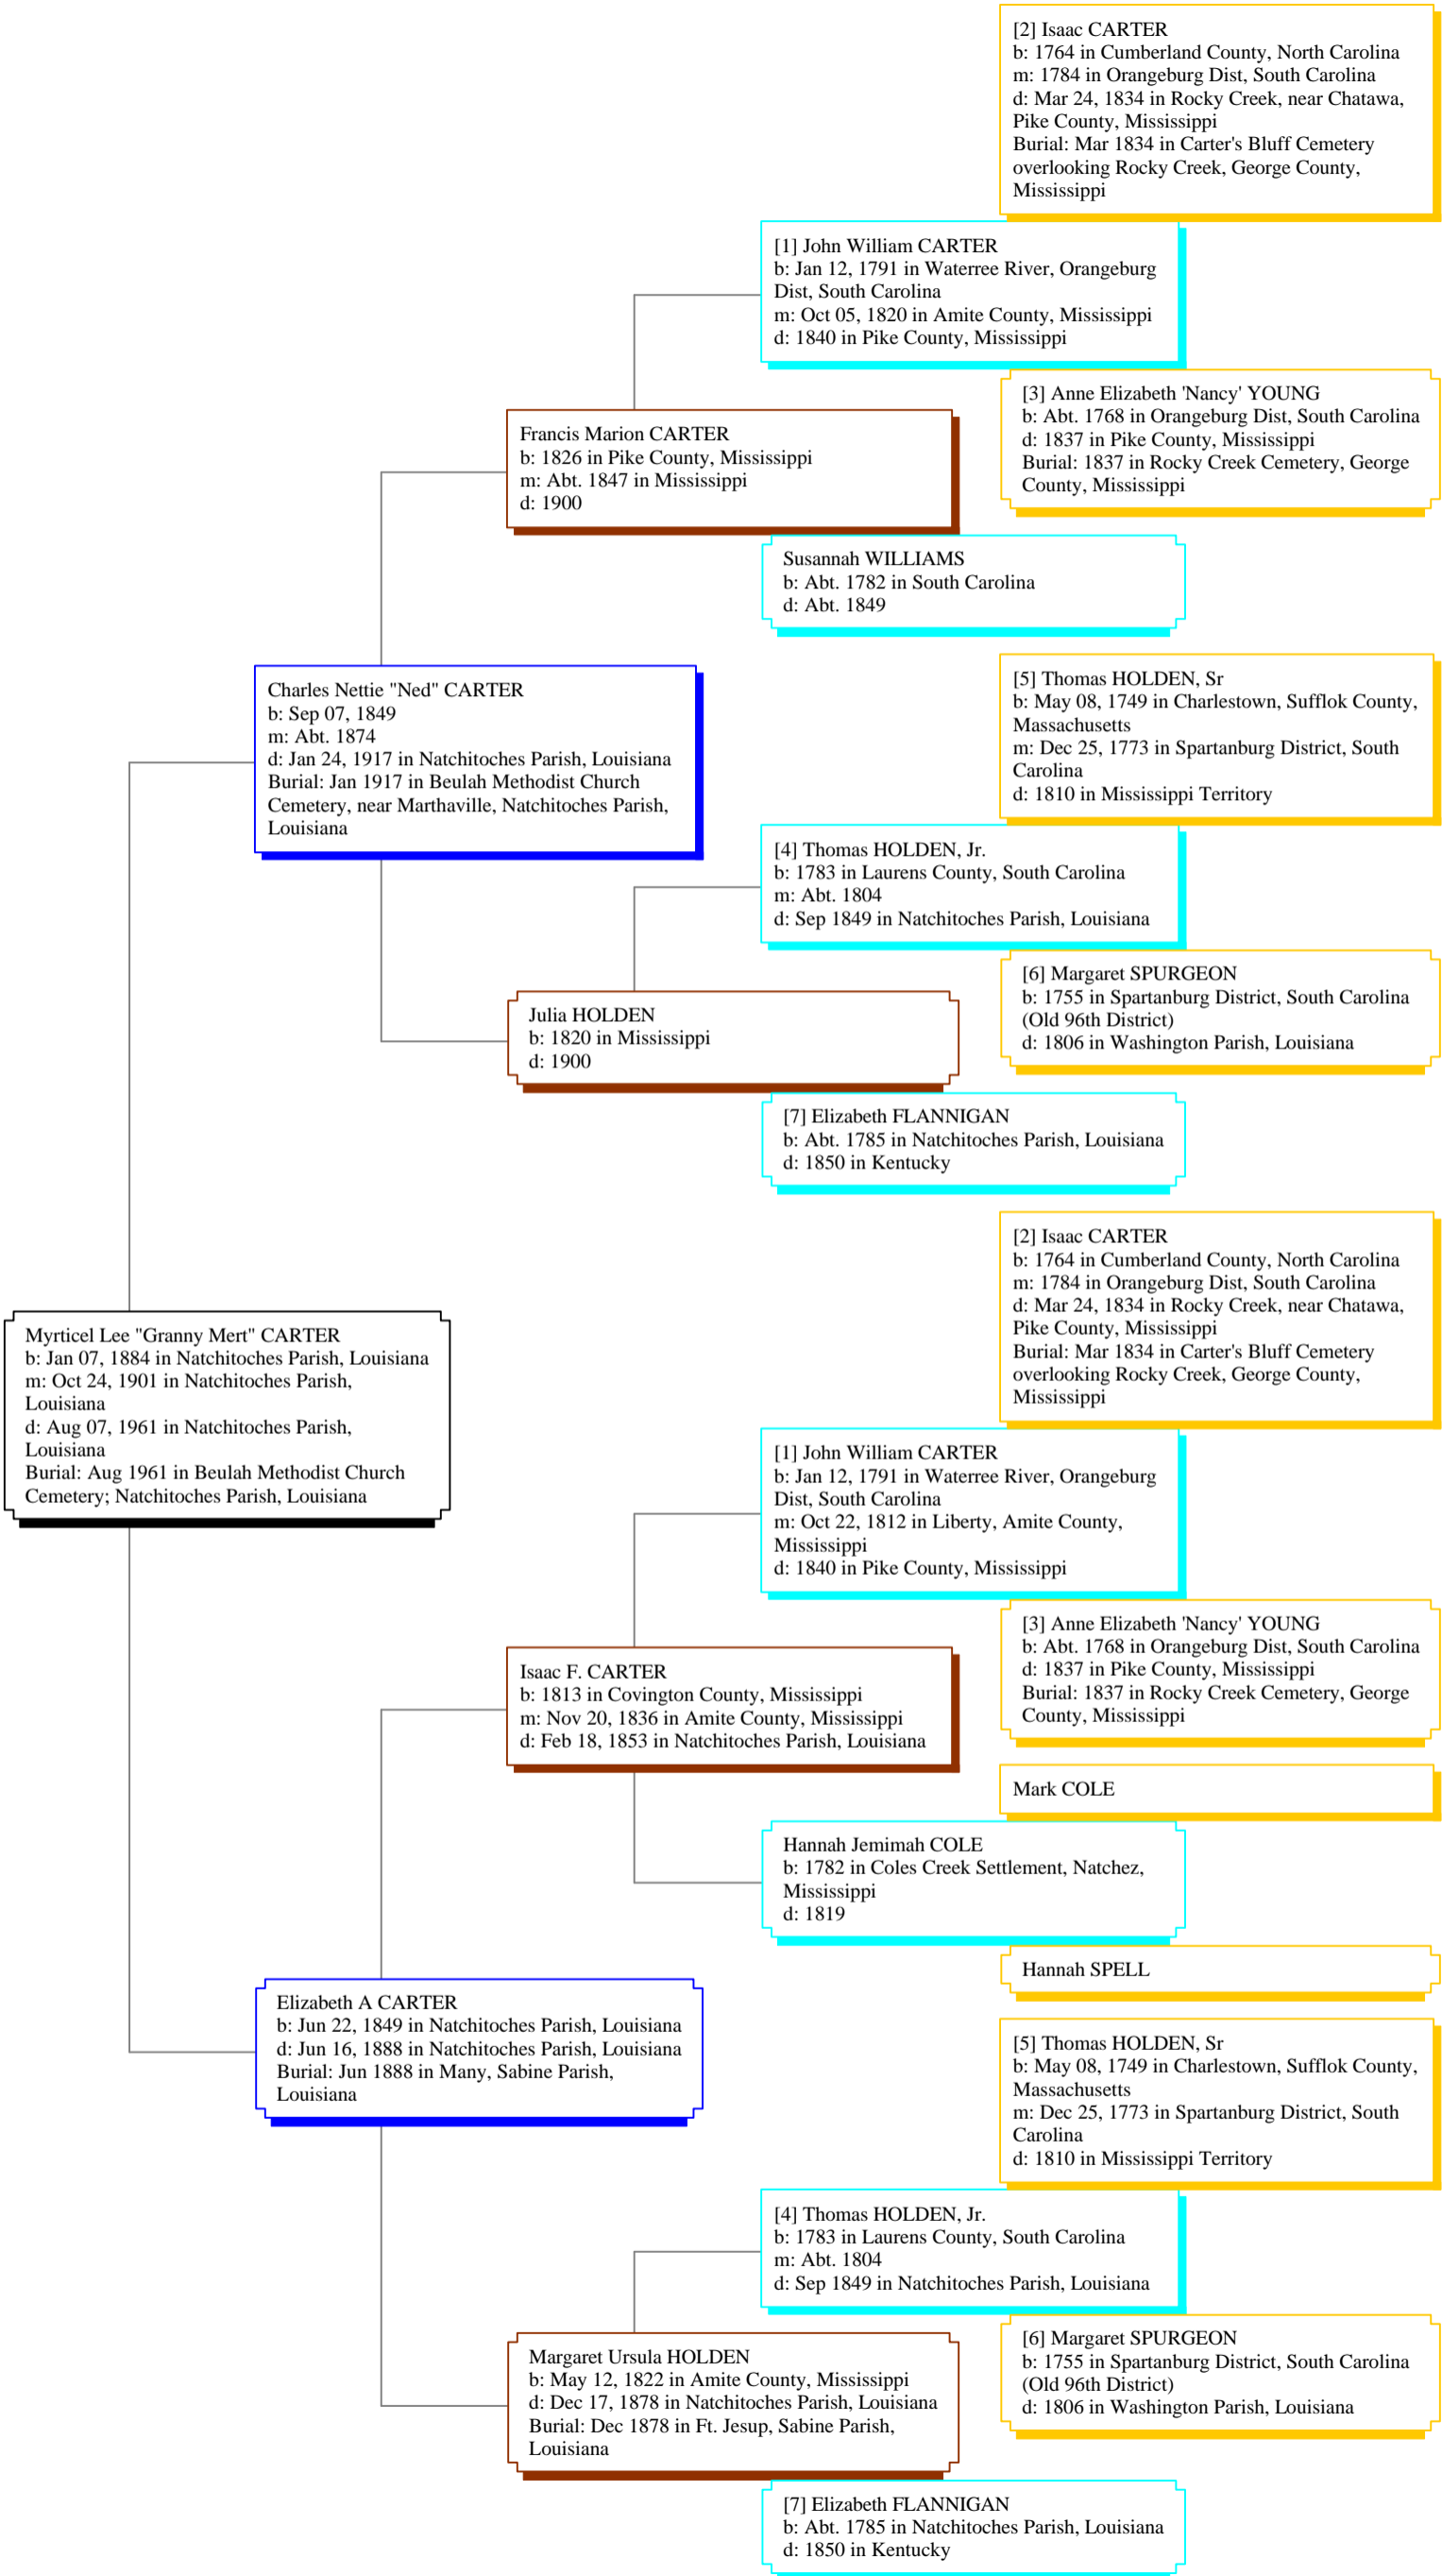 [2] Isaac CARTER
b: 1764 in Cumberland County, North Carolina
m: 1784 in Orangeburg Dist, South Carolina
d: Mar 24, 1834 in Rocky Creek, near Chatawa,
Pike County, Mississippi
Burial: Mar 1834 in Carter's Bluff Cemetery
overlooking Rocky Creek, George County,
Mississippi
[1] John William CARTER
b: Jan 12, 1791 in Waterree River, Orangeburg
Dist, South Carolina
m: Oct 05, 1820 in Amite County, Mississippi
d: 1840 in Pike County, Mississippi
[3] Anne Elizabeth 'Nancy' YOUNG
b: Abt. 1768 in Orangeburg Dist, South Carolina
d: 1837 in Pike County, Mississippi
Burial: 1837 in Rocky Creek Cemetery, George
County, Mississippi
Francis Marion CARTER
b: 1826 in Pike County, Mississippi
m: Abt. 1847 in Mississippi
d: 1900
Susannah WILLIAMS
b: Abt. 1782 in South Carolina
d: Abt. 1849
Charles Nettie "Ned" CARTER
b: Sep 07, 1849
m: Abt. 1874
d: Jan 24, 1917 in Natchitoches Parish, Louisiana
Burial: Jan 1917 in Beulah Methodist Church
Cemetery, near Marthaville, Natchitoches Parish,
Louisiana
[5] Thomas HOLDEN, Sr
b: May 08, 1749 in Charlestown, Sufflok County,
Massachusetts
m: Dec 25, 1773 in Spartanburg District, South
Carolina
d: 1810 in Mississippi Territory
[4] Thomas HOLDEN, Jr.
b: 1783 in Laurens County, South Carolina
m: Abt. 1804
d: Sep 1849 in Natchitoches Parish, Louisiana
[6] Margaret SPURGEON
b: 1755 in Spartanburg District, South Carolina
(Old 96th District)
d: 1806 in Washington Parish, Louisiana
Julia HOLDEN
b: 1820 in Mississippi
d: 1900
[7] Elizabeth FLANNIGAN
b: Abt. 1785 in Natchitoches Parish, Louisiana
d: 1850 in Kentucky
Myrticel Lee "Granny Mert" CARTER
b: Jan 07, 1884 in Natchitoches Parish, Louisiana
m: Oct 24, 1901 in Natchitoches Parish,
Louisiana
d: Aug 07, 1961 in Natchitoches Parish,
Louisiana
Burial: Aug 1961 in Beulah Methodist Church
Cemetery; Natchitoches Parish, Louisiana
[2] Isaac CARTER
b: 1764 in Cumberland County, North Carolina
m: 1784 in Orangeburg Dist, South Carolina
d: Mar 24, 1834 in Rocky Creek, near Chatawa,
Pike County, Mississippi
Burial: Mar 1834 in Carter's Bluff Cemetery
overlooking Rocky Creek, George County,
Mississippi
[1] John William CARTER
b: Jan 12, 1791 in Waterree River, Orangeburg
Dist, South Carolina
m: Oct 22, 1812 in Liberty, Amite County,
Mississippi
d: 1840 in Pike County, Mississippi
[3] Anne Elizabeth 'Nancy' YOUNG
b: Abt. 1768 in Orangeburg Dist, South Carolina
d: 1837 in Pike County, Mississippi
Burial: 1837 in Rocky Creek Cemetery, George
County, Mississippi
Isaac F. CARTER
b: 1813 in Covington County, Mississippi
m: Nov 20, 1836 in Amite County, Mississippi
d: Feb 18, 1853 in Natchitoches Parish, Louisiana
Mark COLE
Hannah Jemimah COLE
b: 1782 in Coles Creek Settlement, Natchez,
Mississippi
d: 1819
Hannah SPELL
Elizabeth A CARTER
b: Jun 22, 1849 in Natchitoches Parish, Louisiana
d: Jun 16, 1888 in Natchitoches Parish, Louisiana
Burial: Jun 1888 in Many, Sabine Parish,
Louisiana
[5] Thomas HOLDEN, Sr
b: May 08, 1749 in Charlestown, Sufflok County,
Massachusetts
m: Dec 25, 1773 in Spartanburg District, South
Carolina
d: 1810 in Mississippi Territory
[4] Thomas HOLDEN, Jr.
b: 1783 in Laurens County, South Carolina
m: Abt. 1804
d: Sep 1849 in Natchitoches Parish, Louisiana
[6] Margaret SPURGEON
b: 1755 in Spartanburg District, South Carolina
(Old 96th District)
d: 1806 in Washington Parish, Louisiana
Margaret Ursula HOLDEN
b: May 12, 1822 in Amite County, Mississippi
d: Dec 17, 1878 in Natchitoches Parish, Louisiana
Burial: Dec 1878 in Ft. Jesup, Sabine Parish,
Louisiana
[7] Elizabeth FLANNIGAN
b: Abt. 1785 in Natchitoches Parish, Louisiana
d: 1850 in Kentucky